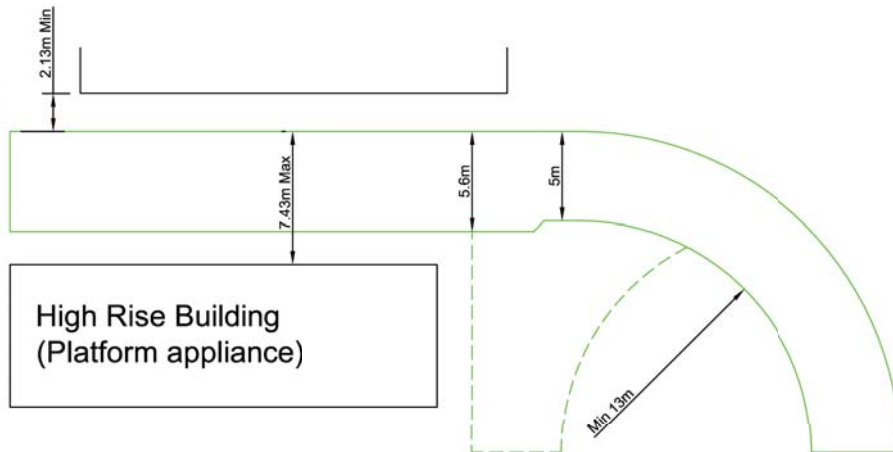 2.13m Min
7.43m Max
5.6m
5m
High Rise Building
(Platform appliance)
Min 13m